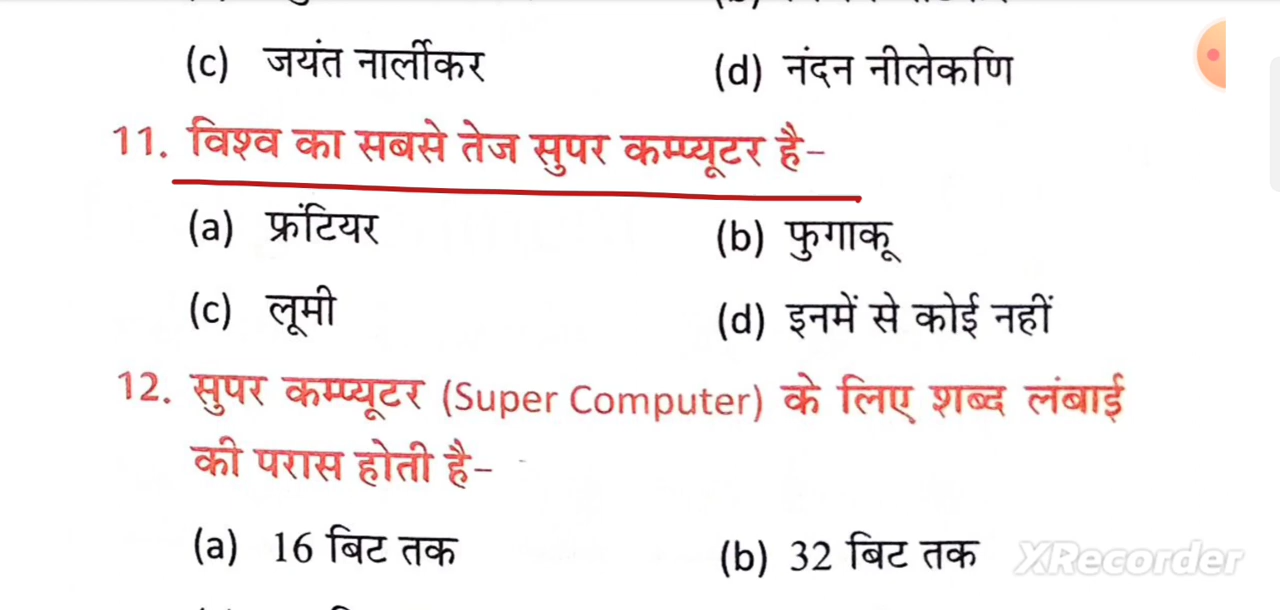 (c) जयंत नार्लीकर (d) नंदन नीलेकणि
11. विश्व का सबसे तेज सुपर कम्प्यूटर है-
(a) फ्रंटियर (b) फुगाकू
(c) लूमी (d) इनमें से कोई नहीं
12. सुपर कम्प्यूटर (Super Computer) के लिए शब्द लंबाई
की परास होती है-
(a) 16 बिट तक (b) 32 बिट तक
XRecorder